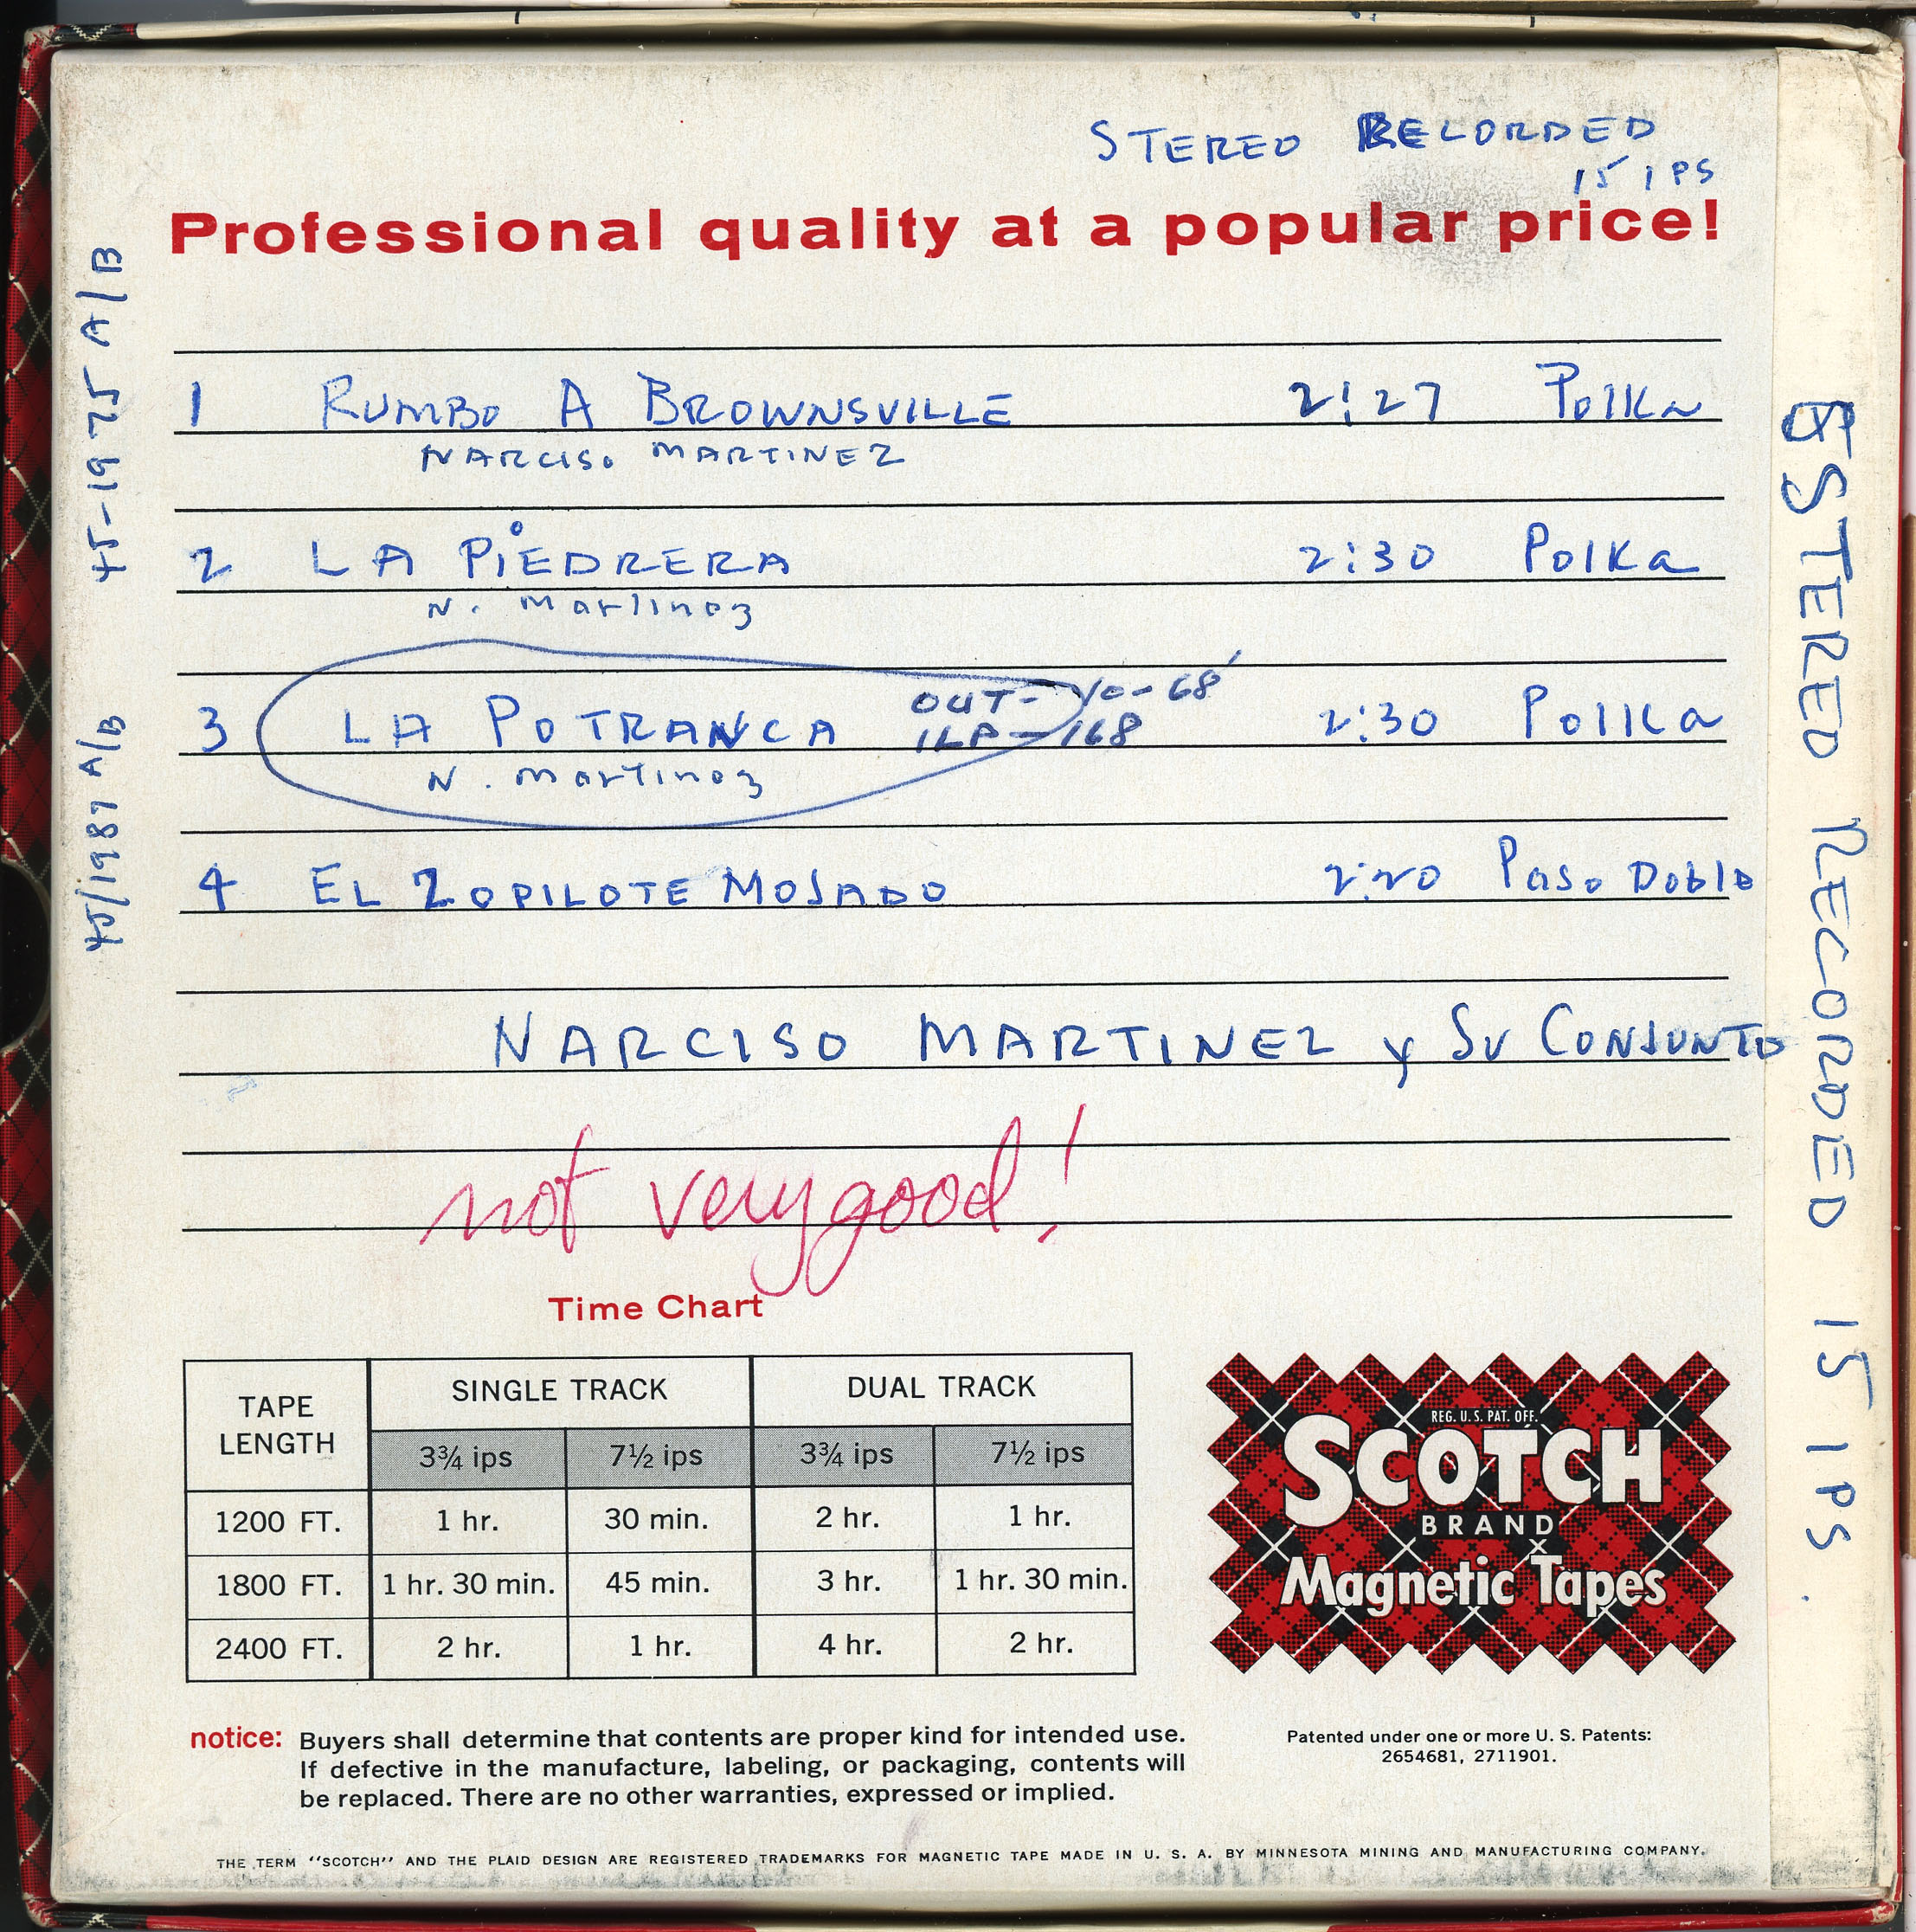 STEREO RECORDED
15 IPS
Professional quality at a popular price!
45-1975 A/B
45/1987 A/B
1 RUMBO A BROWNSVILLE 2:27 Polka
NARCISO MARTINEZ
2 LA PIEDRERA 2:30 Polka
N. Martinez
3 LA POTRANCA OUT- 10-68 2:30 Polka
ILP-168
N. Martinez
4 EL ZOPILOTE MOJADO 2:20 Paso Doble
NARCISO MARTINEZ y SU CONJUNTO
not very good!
STEREO RECORDED 15 IPS.
Time Chart
TAPE LENGTH SINGLE TRACK DUAL TRACK
3¾ ips 7½ ips 3¾ ips 7½ ips
1200 FT. 1 hr. 30 min. 2 hr. 1 hr.
1800 FT. 1 hr. 30 min. 45 min. 3 hr. 1 hr. 30 min.
2400 FT. 2 hr. 1 hr. 4 hr. 2 hr.
REG. U.S. PAT. OFF.
SCOTCH
BRAND
Magnetic Tapes
notice: Buyers shall determine that contents are proper kind for intended use.
If defective in the manufacture, labeling, or packaging, contents will
be replaced. There are no other warranties, expressed or implied.
Patented under one or more U. S. Patents:
2654681, 2711901.
THE TERM "SCOTCH" AND THE PLAID DESIGN ARE REGISTERED TRADEMARKS FOR MAGNETIC TAPE MADE IN U. S. A. BY MINNESOTA MINING AND MANUFACTURING COMPANY.